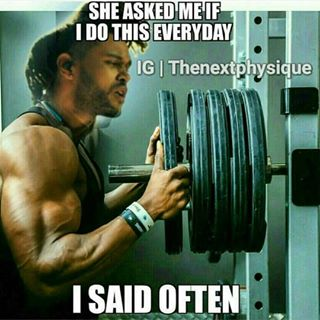 SHE ASKED ME IF
I DO THIS EVERYDAY
IG | Thenextphysique
I SAID OFTEN